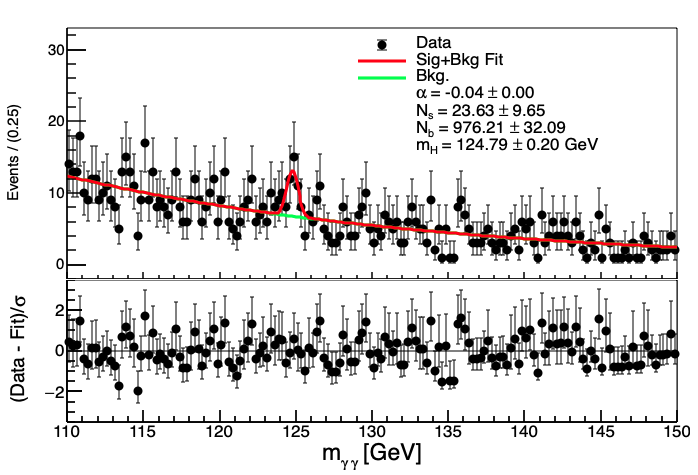 Events / (0.25)
30
20
10
0
Data
Sig+Bkg Fit
Bkg.
α = -0.04 ± 0.00
Nₛ = 23.63 ± 9.65
N_b = 976.21 ± 32.09
m_H = 124.79 ± 0.20 GeV
(Data - Fit)/σ
2
0
−2
110 115 120 125 130 135 140 145 150
m_γγ [GeV]